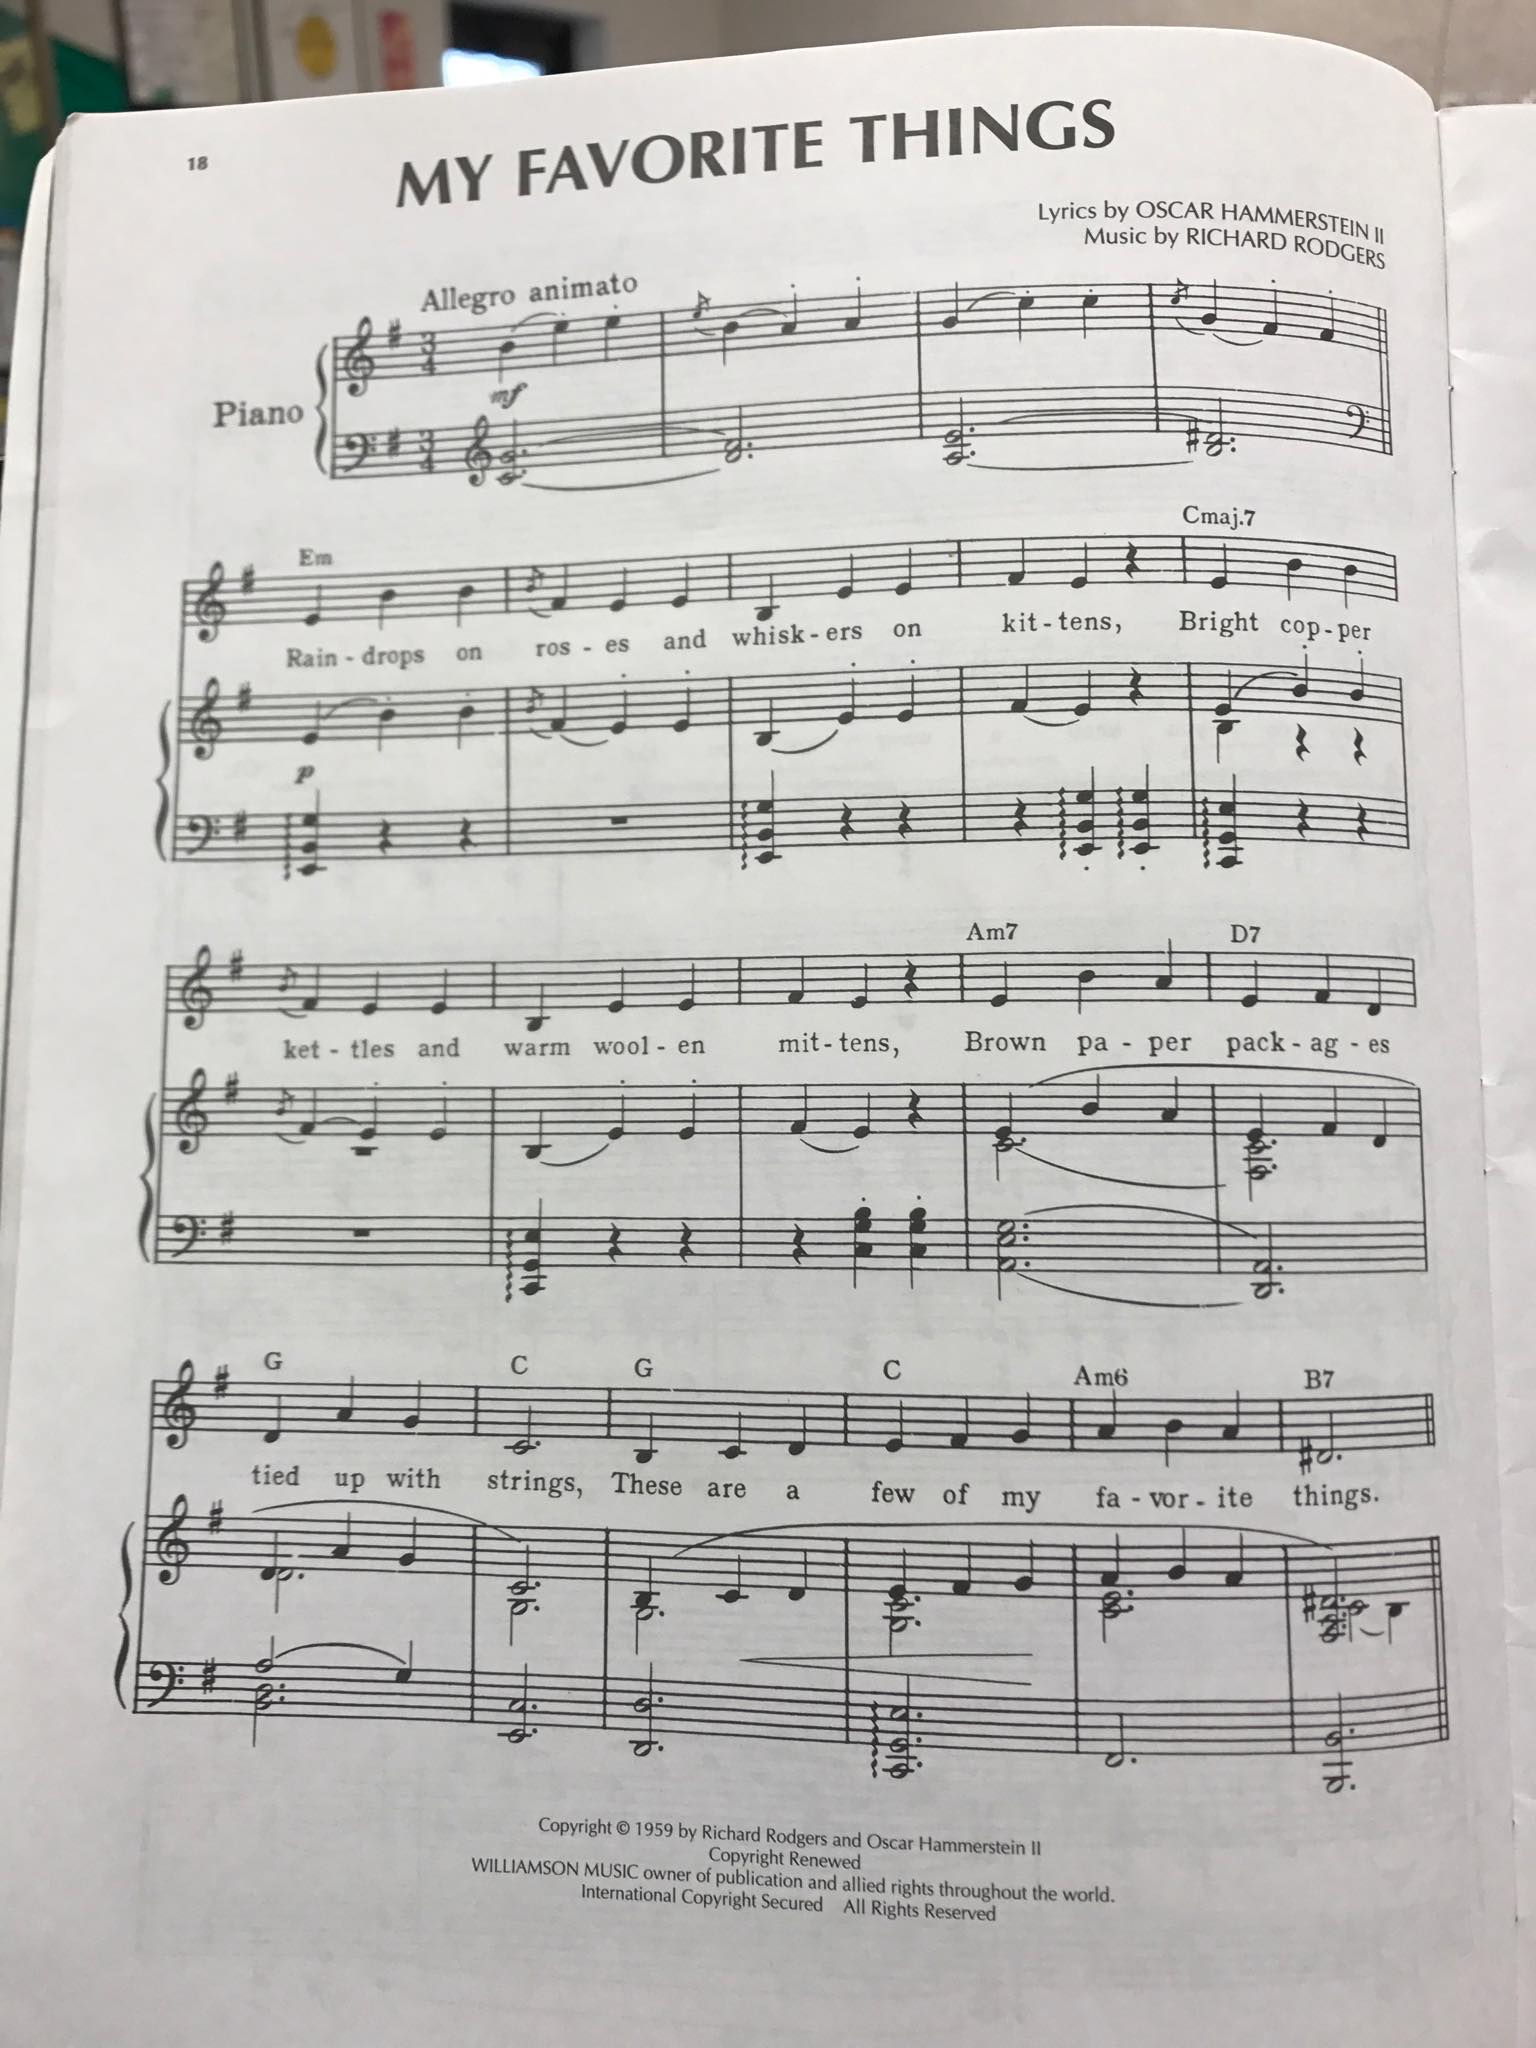 18
MY FAVORITE THINGS
Lyrics by OSCAR HAMMERSTEIN II
Music by RICHARD RODGERS
Allegro animato
Piano
3 4
mf
3 4
Em
Cmaj.7
Rain - drops on ros - es and whisk - ers on kit - tens, Bright cop - per
p
Am7 D7
ket - tles and warm wool - en mit - tens, Brown pa - per pack - ag - es
G C G C Am6 B7
tied up with strings, These are a few of my fa - vor - ite things.
Copyright © 1959 by Richard Rodgers and Oscar Hammerstein II
Copyright Renewed
WILLIAMSON MUSIC owner of publication and allied rights throughout the world.
International Copyright Secured All Rights Reserved